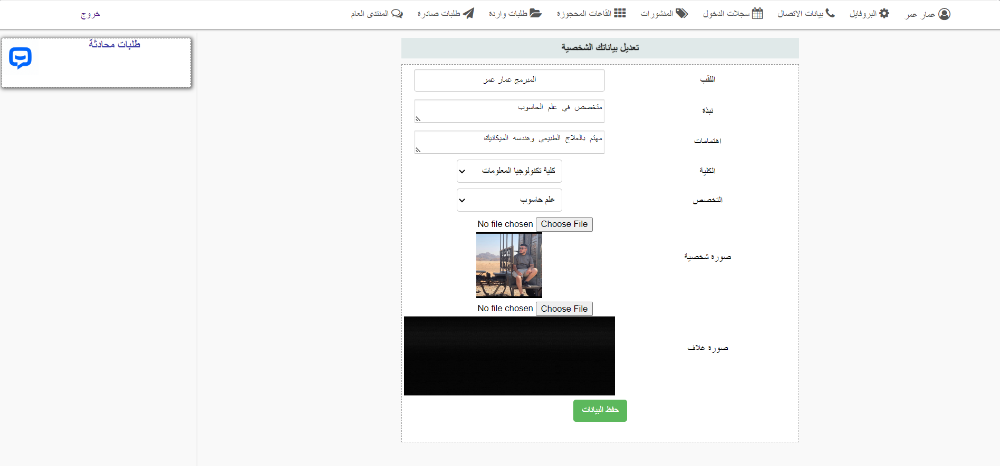 عمار عمر
البروفايل
بيانات الاتصال
سجلات الدخول
المنشورات
القاعات المحجوزة
طلبات واردة
طلبات صادرة
المنتدى العام
خروج
طلبات محادثة
تعديل بياناتك الشخصية
اللقب
المبرمج عمار عمر
نبذة
متخصص في علم الحاسوب
اهتمامات
مهتم بالعلاج الطبيعي وهندسه الميكانيك
الكلية
كلية تكنولوجيا المعلومات
التخصص
علم حاسوب
صورة شخصية
Choose File No file chosen
صورة غلاف
Choose File No file chosen
حفظ البيانات